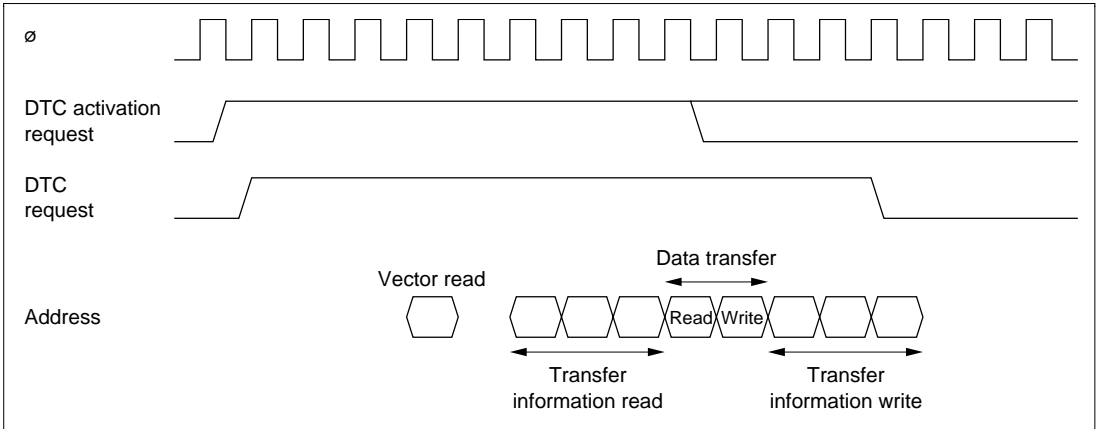 ø
DTC activation
request
DTC
request
Data transfer
Vector read
Address
Read Write
Transfer
information read
Transfer
information write